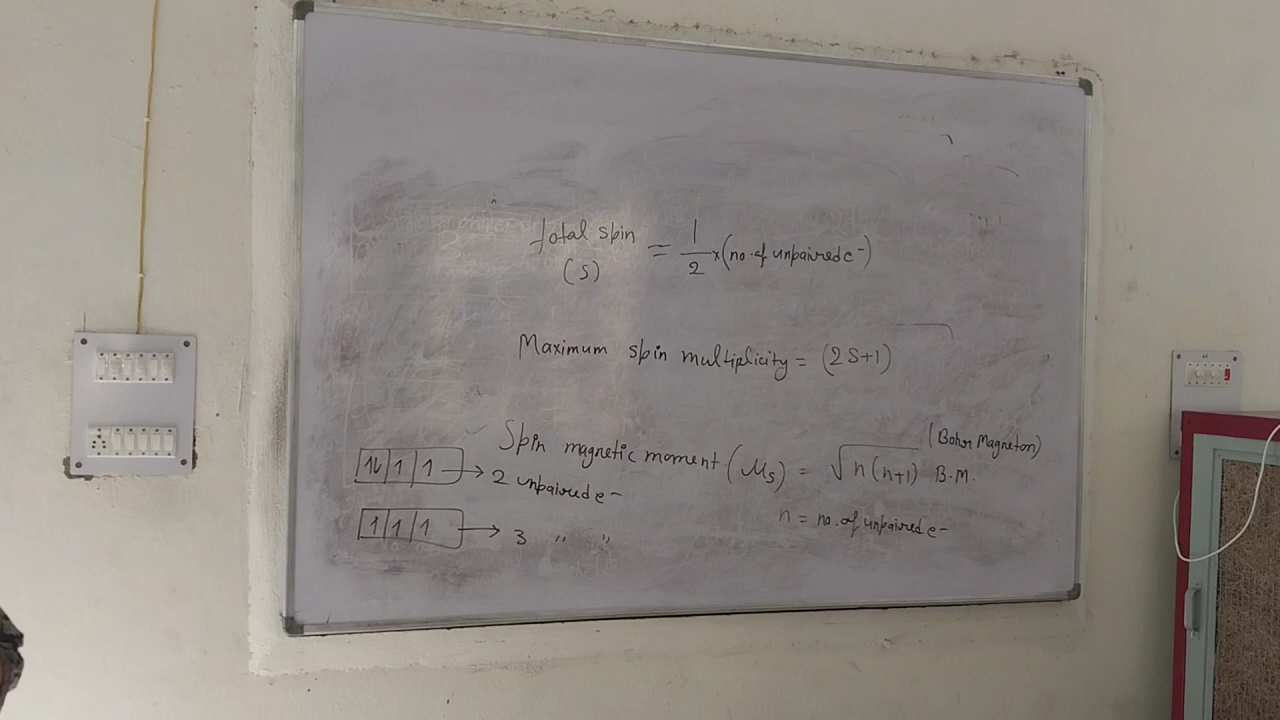 total spin = 1/2 × (no. of unpaired e-)
(S)
Maximum spin multiplicity = (2S+1)
(Bohr Magneton)
Spin magnetic moment (μs) = √n(n+1) B.M.
1L 1 1 → 2 unpaired e-
n = no. of unpaired e-
1 1 1 → 3 " "